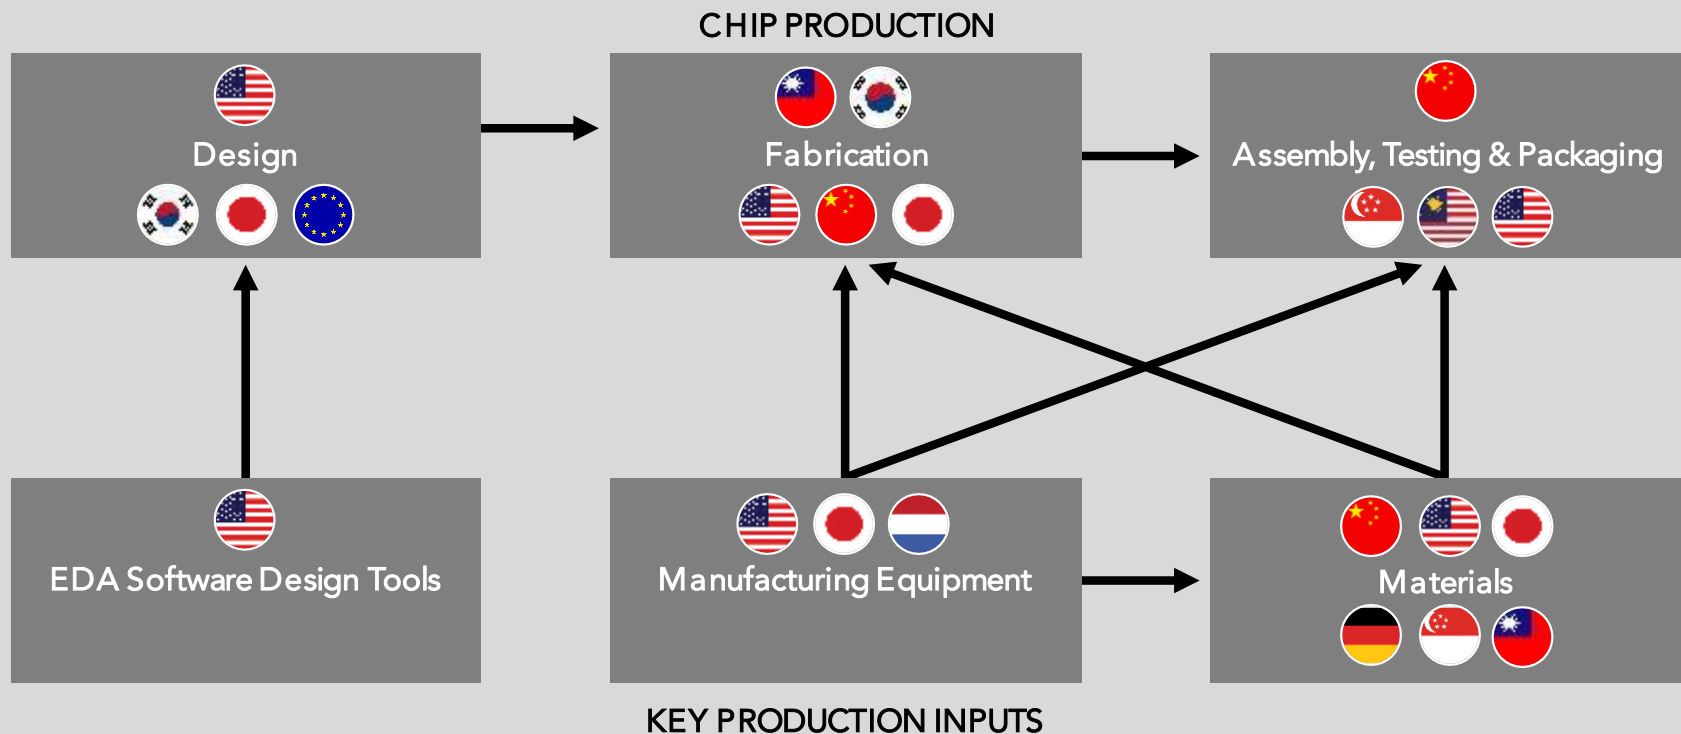 CHIP PRODUCTION
Design
Fabrication
Assembly, Testing & Packaging
EDA Software Design Tools
Manufacturing Equipment
Materials
KEY PRODUCTION INPUTS